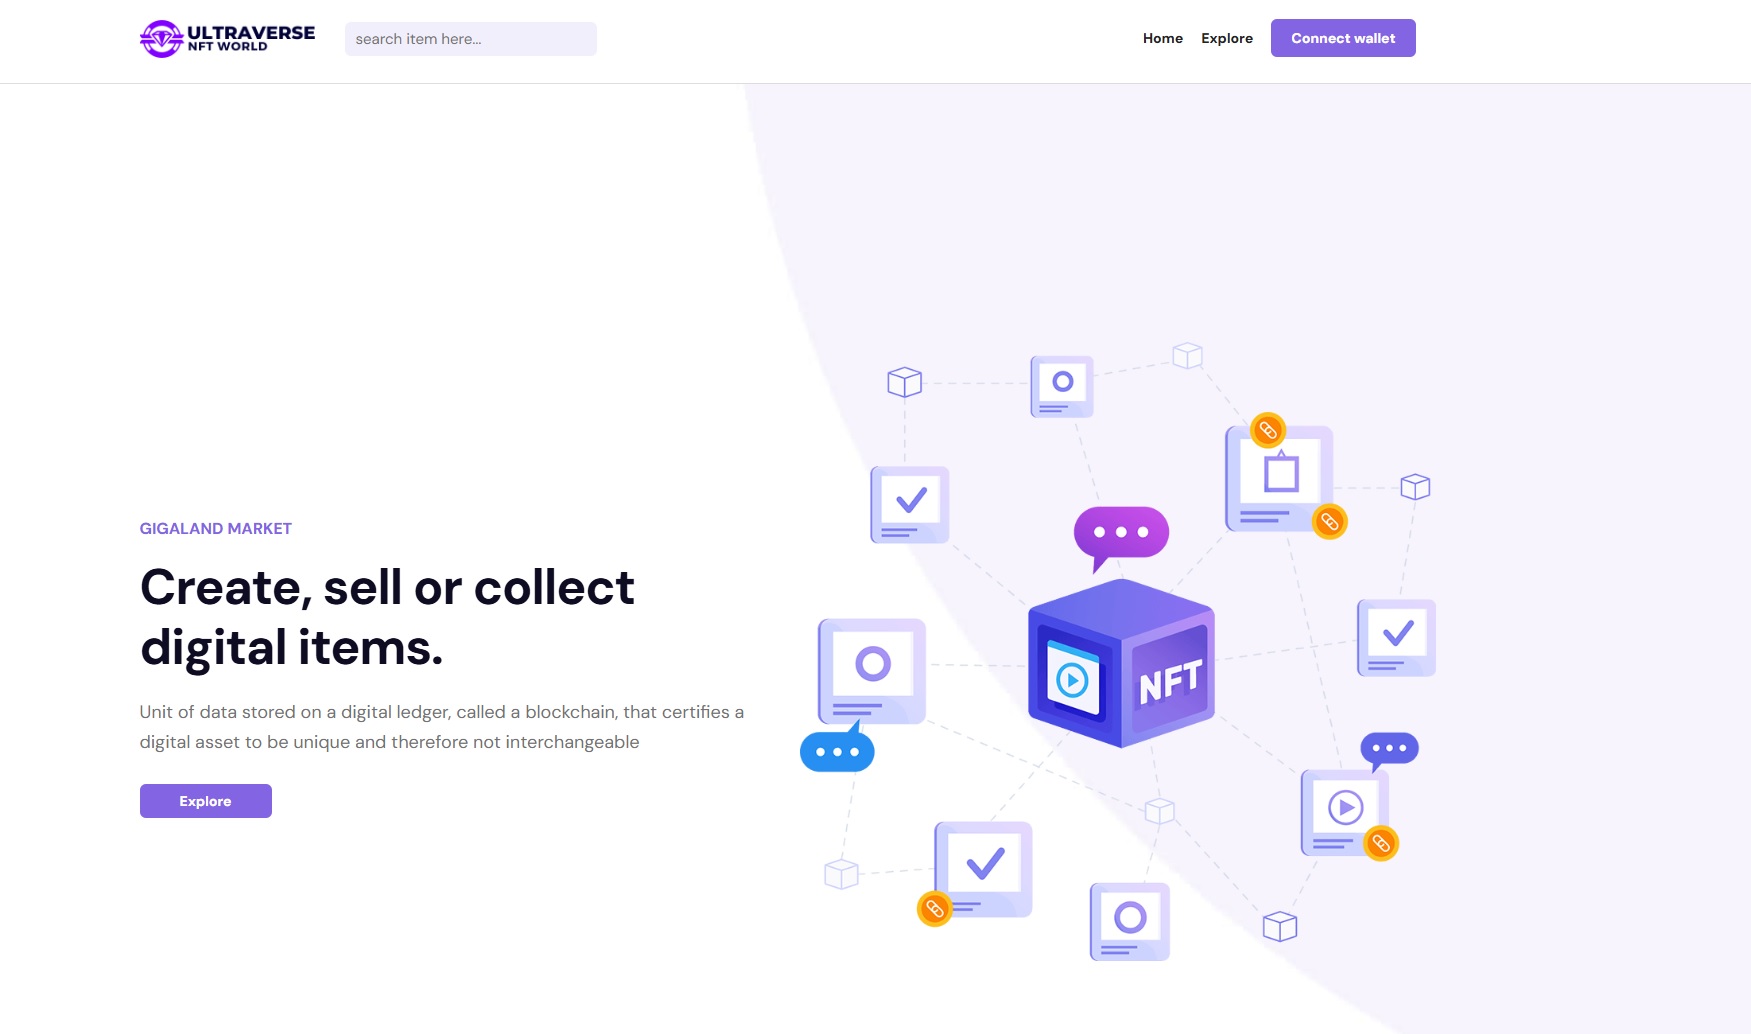 ULTRAVERSE
NFT WORLD
search item here...
Home
Explore
Connect wallet
GIGALAND MARKET
Create, sell or collect
digital items.
Unit of data stored on a digital ledger, called a blockchain, that certifies a
digital asset to be unique and therefore not interchangeable
Explore
NFT